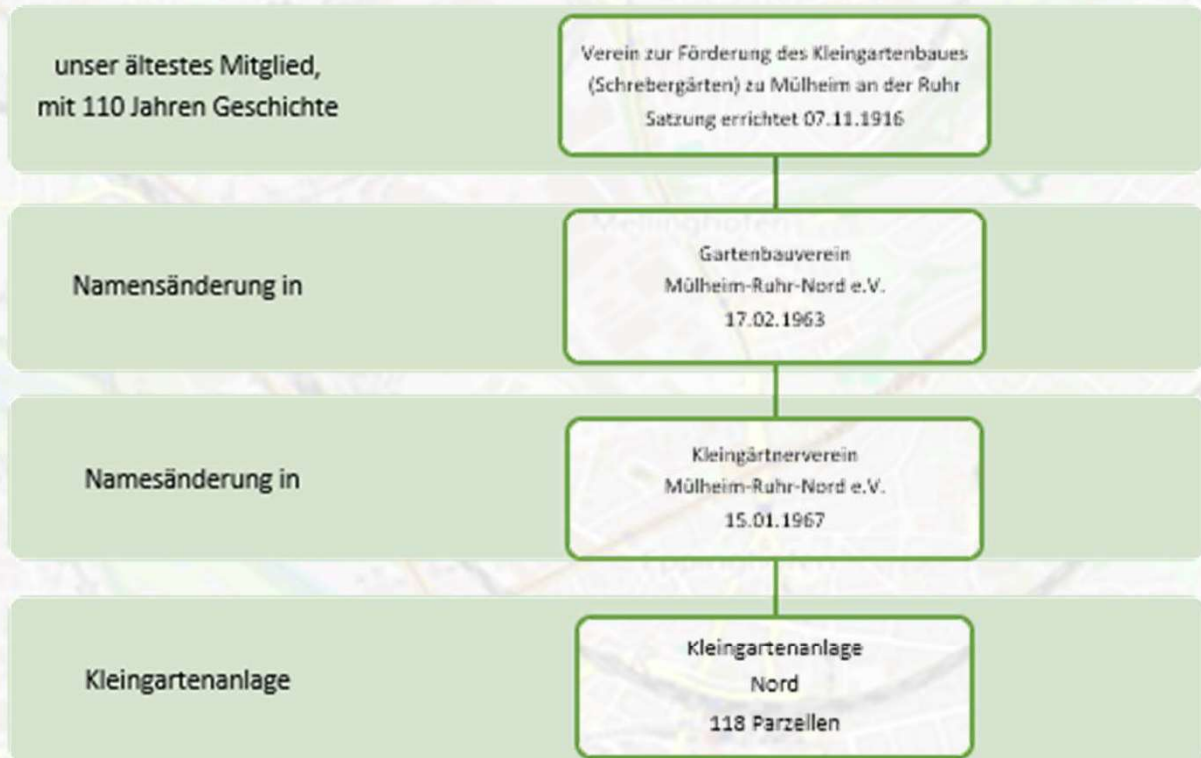 unser ältestes Mitglied,
mit 110 Jahren Geschichte
Verein zur Förderung des Kleingartenbaues
(Schrebergärten) zu Mülheim an der Ruhr
Satzung errichtet 07.11.1916
Namensänderung in
Gartenbauverein
Mülheim-Ruhr-Nord e.V.
17.02.1963
Namesänderung in
Kleingärtnerverein
Mülheim-Ruhr-Nord e.V.
15.01.1967
Kleingartenanlage
Kleingartenanlage
Nord
118 Parzellen